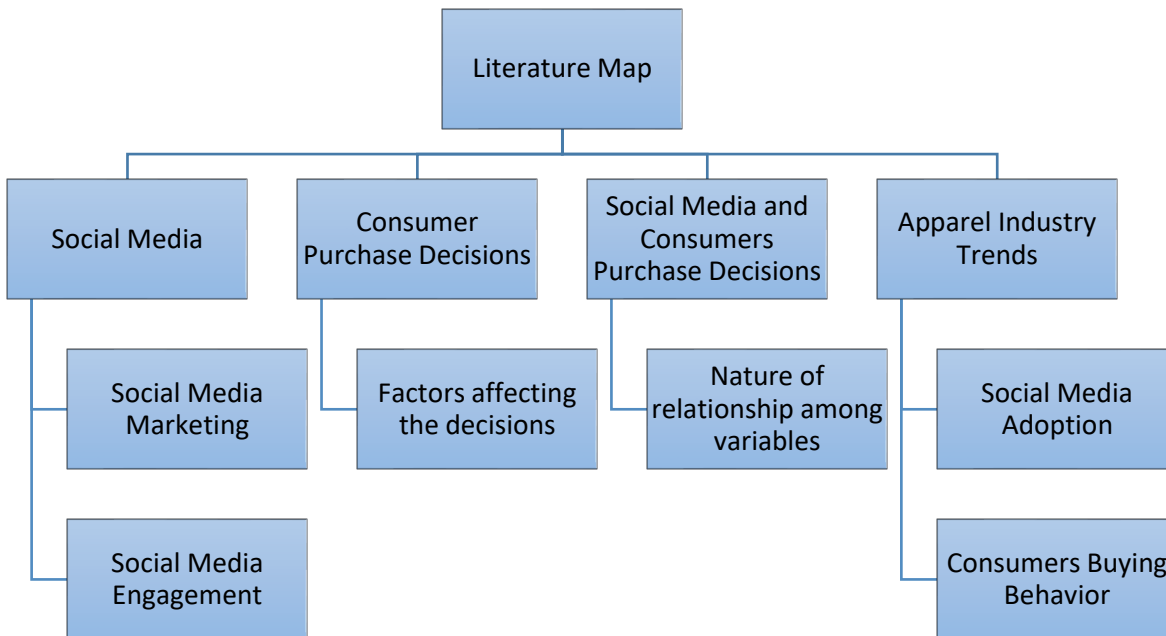 Literature Map
Social Media
Consumer
Purchase Decisions
Social Media and
Consumers
Purchase Decisions
Apparel Industry
Trends
Social Media
Marketing
Factors affecting
the decisions
Nature of
relationship among
variables
Social Media
Adoption
Social Media
Engagement
Consumers Buying
Behavior